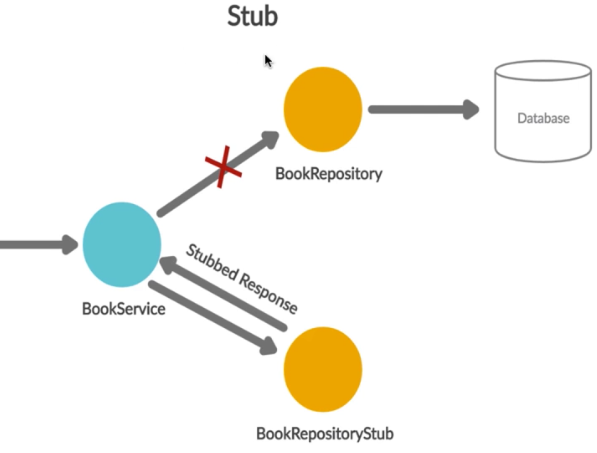 Stub
Database
BookRepository
Stubbed Response
BookService
BookRepositoryStub